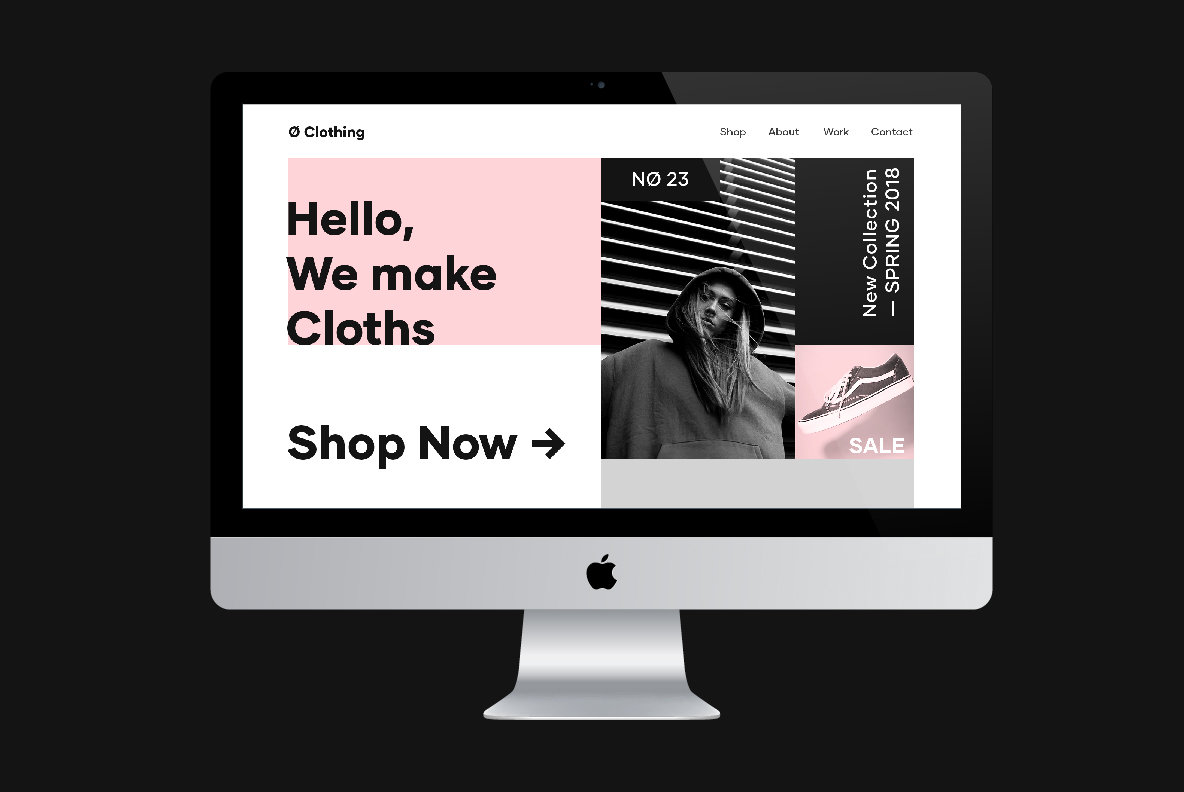 Ø Clothing
Shop About Work Contact
Hello,
We make
Cloths
Shop Now →
NØ 23
New Collection
— SPRING 2018
SALE